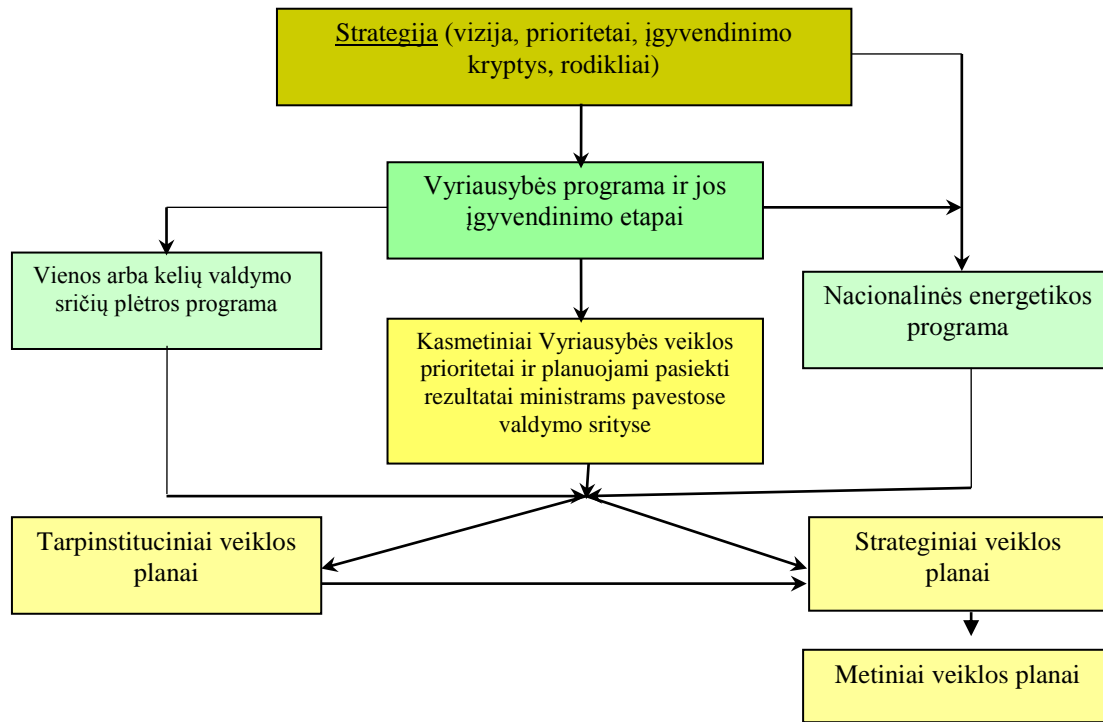 Strategija (vizija, prioritetai, įgyvendinimo
kryptys, rodikliai)
Vyriausybės programa ir jos
įgyvendinimo etapai
Vienos arba kelių valdymo
sričių plėtros programa
Nacionalinės energetikos
programa
Kasmetiniai Vyriausybės veiklos
prioritetai ir planuojami pasiekti
rezultatai ministrams pavestose
valdymo srityse
Tarpinstituciniai veiklos
planai
Strateginiai veiklos
planai
Metiniai veiklos planai